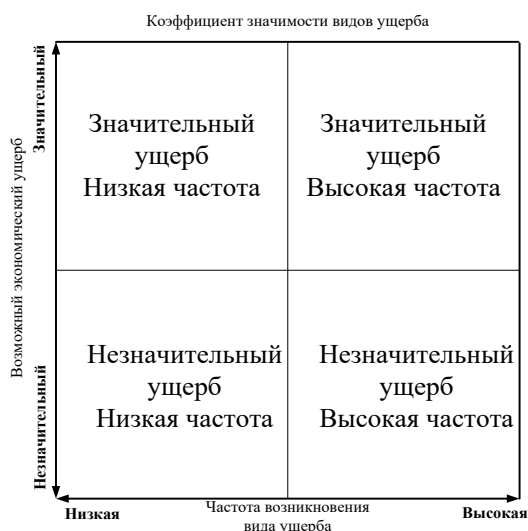 Коэффициент значимости видов ущерба
Возможный экономический ущерб
Значительный
Незначительный
Значительный
ущерб
Низкая частота
Значительный
ущерб
Высокая частота
Незначительный
ущерб
Низкая частота
Незначительный
ущерб
Высокая частота
Низкая
Частота возникновения
вида ущерба
Высокая